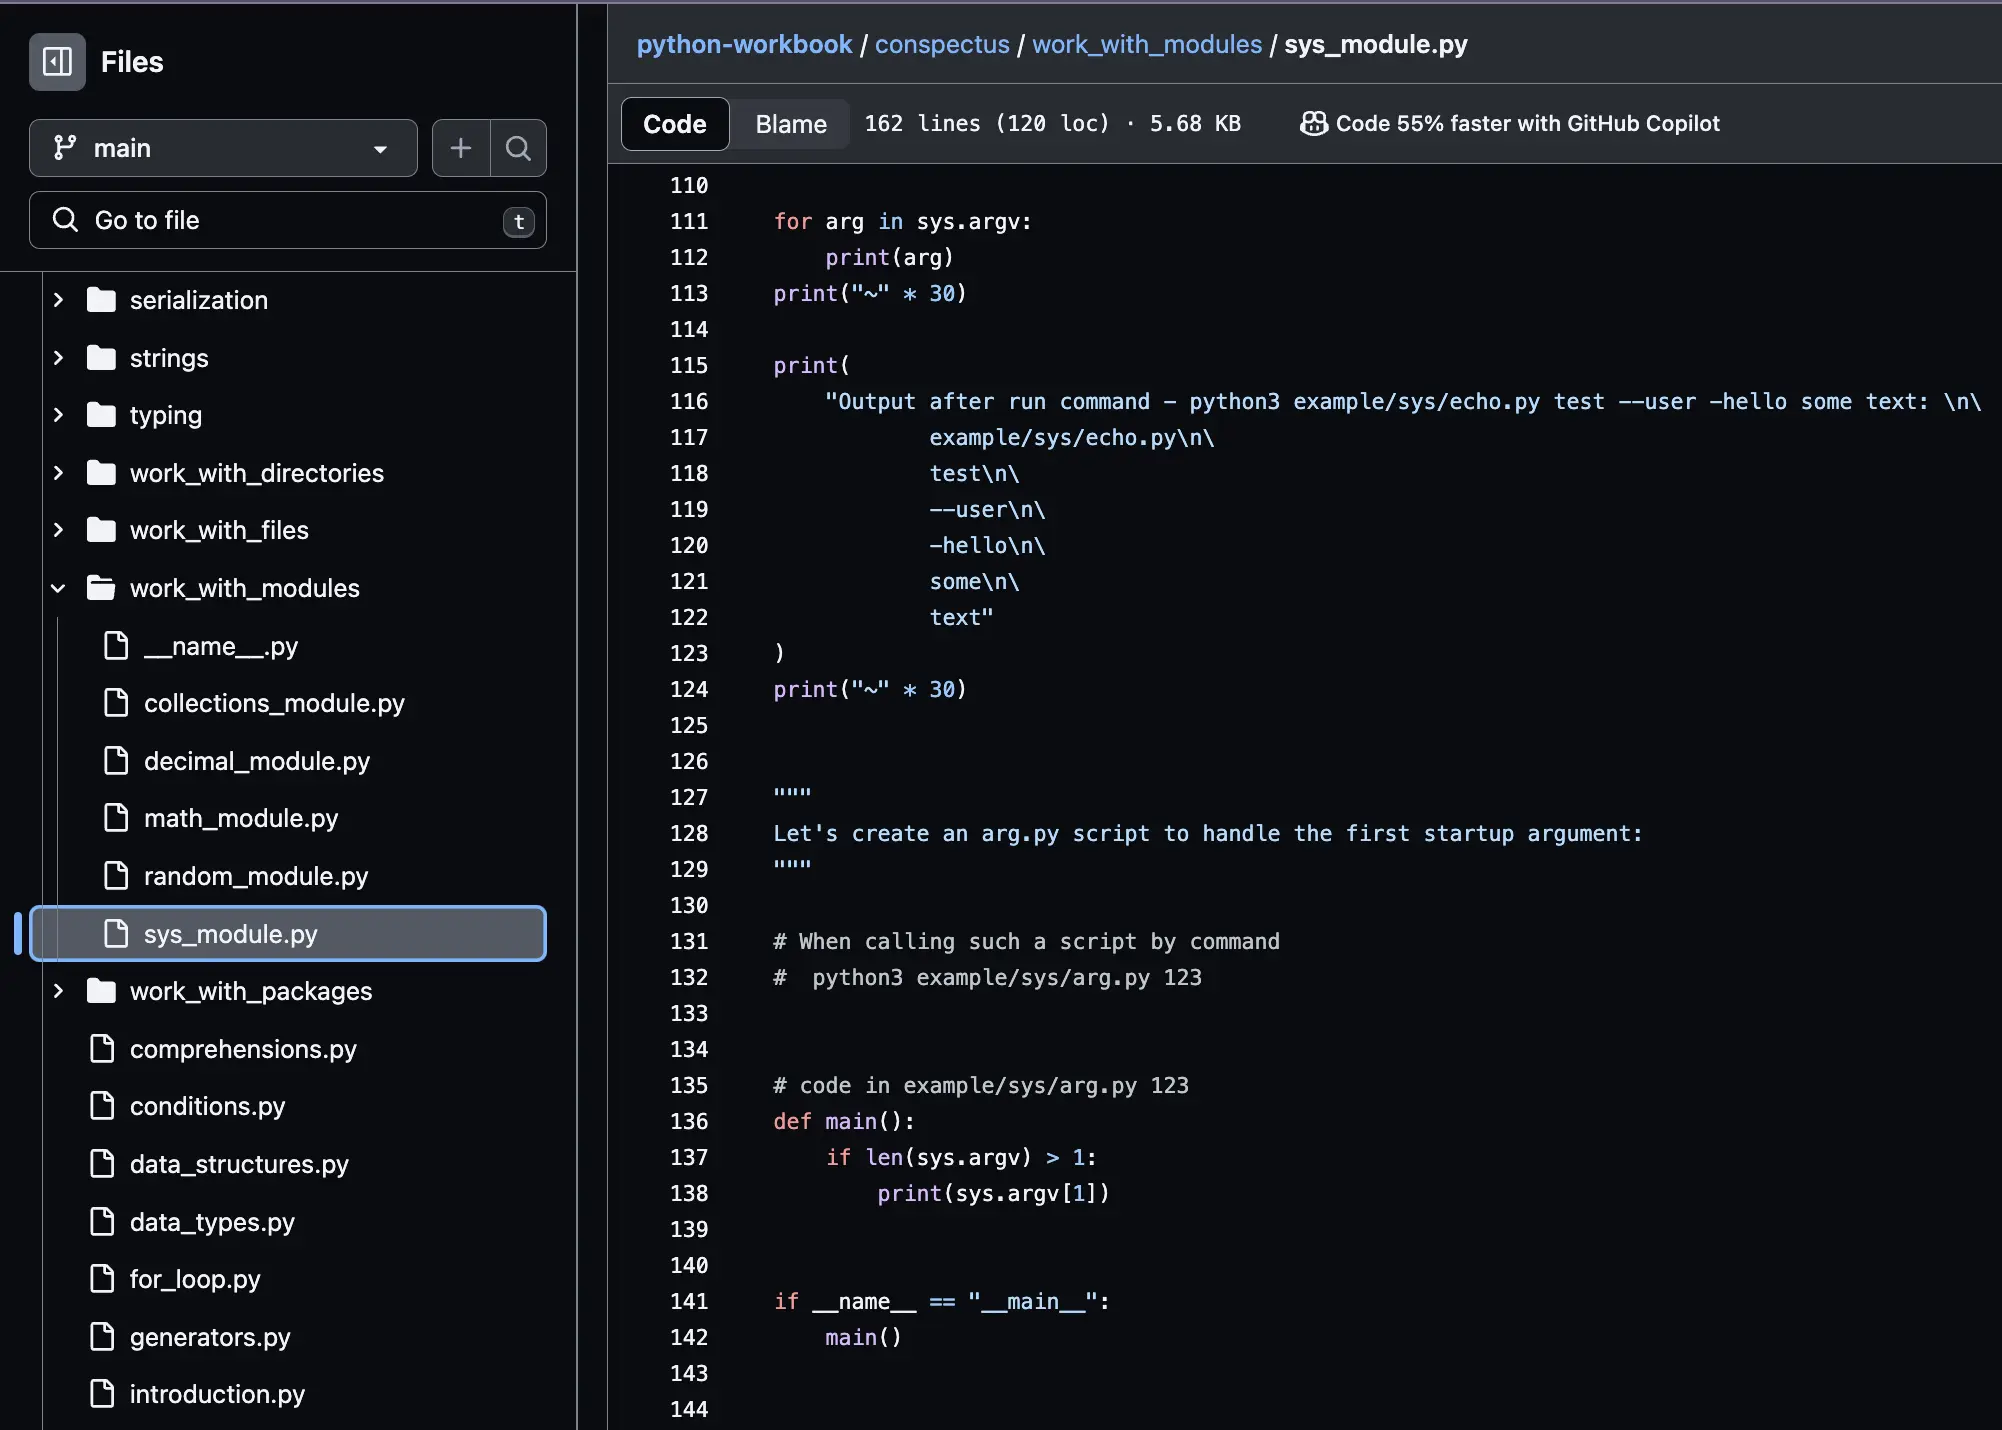 Files
main
Go to file
t
serialization
strings
typing
work_with_directories
work_with_files
work_with_modules
__name__.py
collections_module.py
decimal_module.py
math_module.py
random_module.py
sys_module.py
work_with_packages
comprehensions.py
conditions.py
data_structures.py
data_types.py
for_loop.py
generators.py
introduction.py
python-workbook / conspectus / work_with_modules / sys_module.py
Code Blame 162 lines (120 loc) · 5.68 KB Code 55% faster with GitHub Copilot
110
111 for arg in sys.argv:
112     print(arg)
113 print("~" * 30)
114
115 print(
116     "Output after run command - python3 example/sys/echo.py test --user -hello some text: \n\
117             example/sys/echo.py\n\
118             test\n\
119             --user\n\
120             -hello\n\
121             some\n\
122             text"
123 )
124 print("~" * 30)
125
126
127 """
128 Let's create an arg.py script to handle the first startup argument:
129 """
130
131 # When calling such a script by command
132 #  python3 example/sys/arg.py 123
133
134
135 # code in example/sys/arg.py 123
136 def main():
137     if len(sys.argv) > 1:
138         print(sys.argv[1])
139
140
141 if __name__ == "__main__":
142     main()
143
144